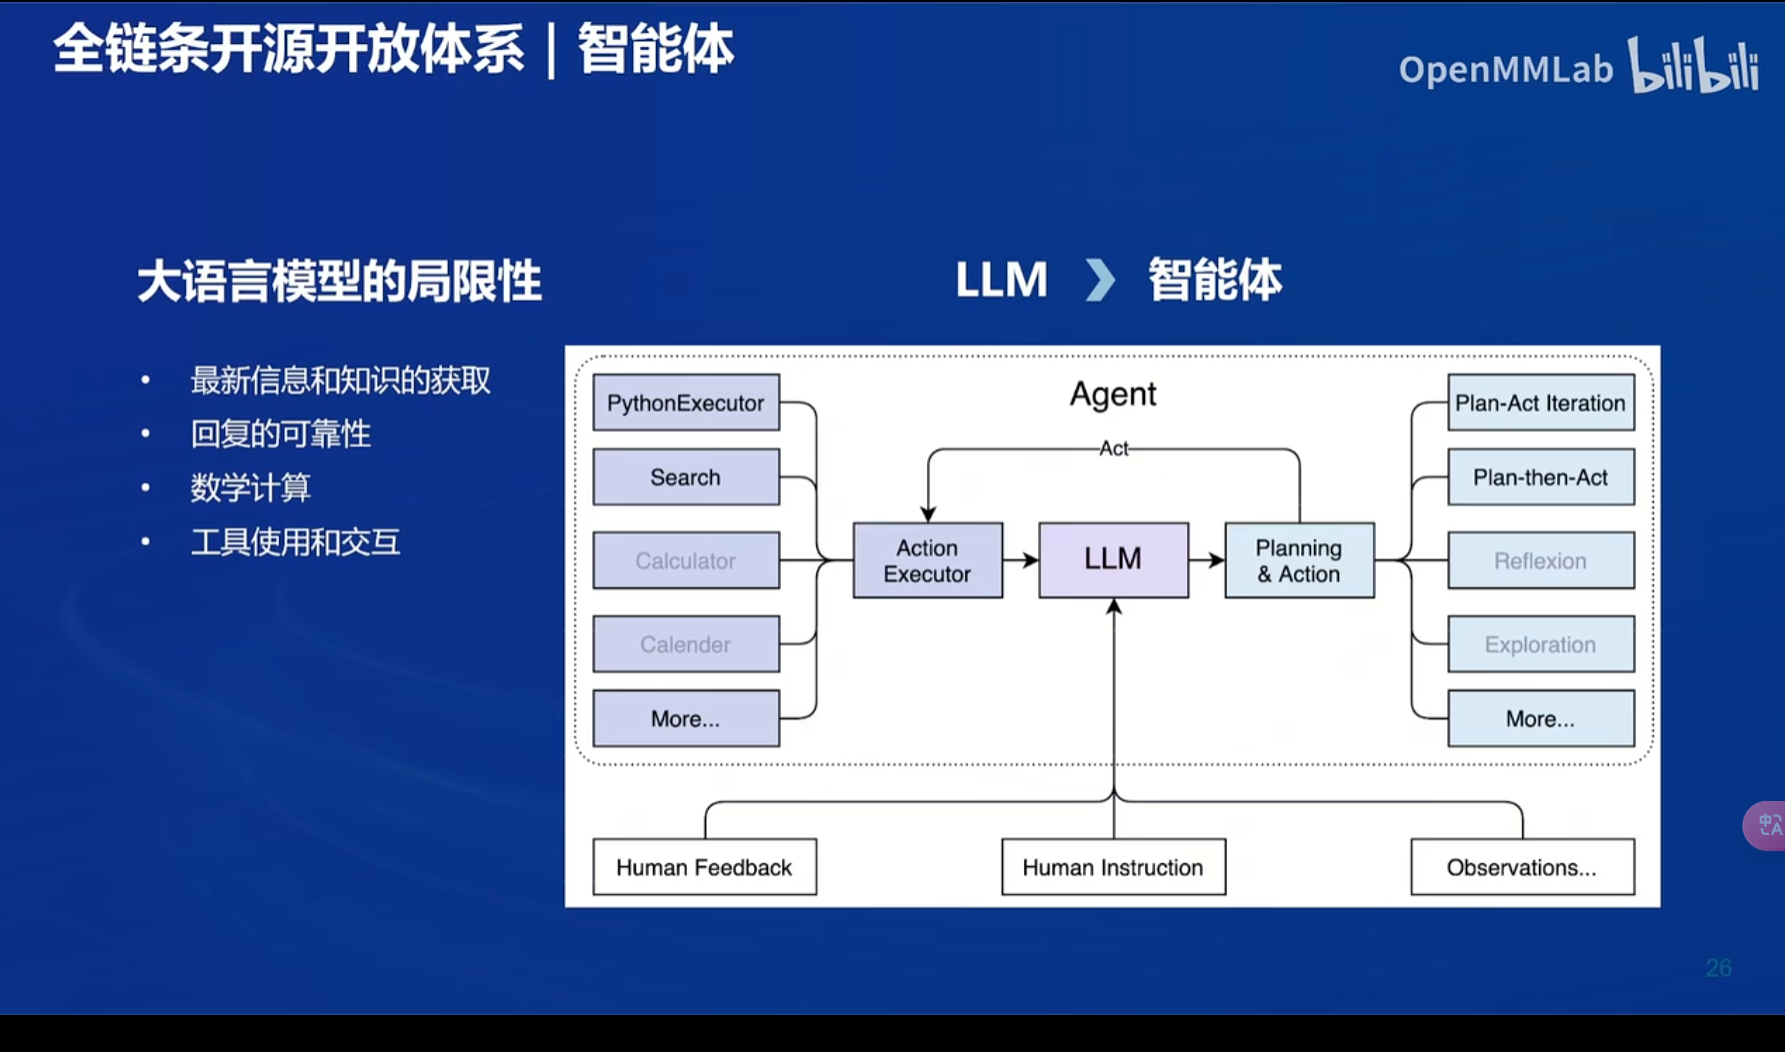 全链条开源开放体系｜智能体
OpenMMLab bilibili
大语言模型的局限性
• 最新信息和知识的获取
• 回复的可靠性
• 数学计算
• 工具使用和交互
LLM 智能体
Agent
PythonExecutor
Search
Calculator
Calender
More...
Act
Action
Executor
LLM
Planning
& Action
Plan-Act Iteration
Plan-then-Act
Reflexion
Exploration
More...
Human Feedback
Human Instruction
Observations...
中
A
26